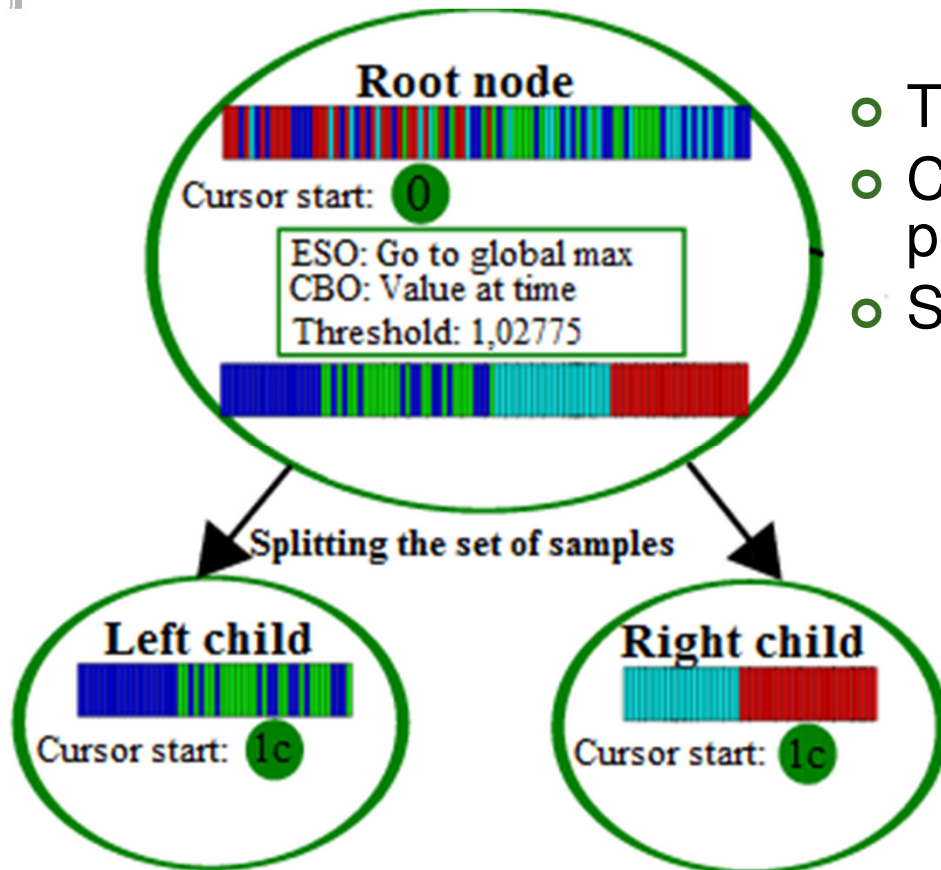 Root node
Cursor start: 0
ESO: Go to global max
CBO: Value at time
Threshold: 1,02775
Splitting the set of samples
Left child
Cursor start: 1c
Right child
Cursor start: 1c
T
C
p
S